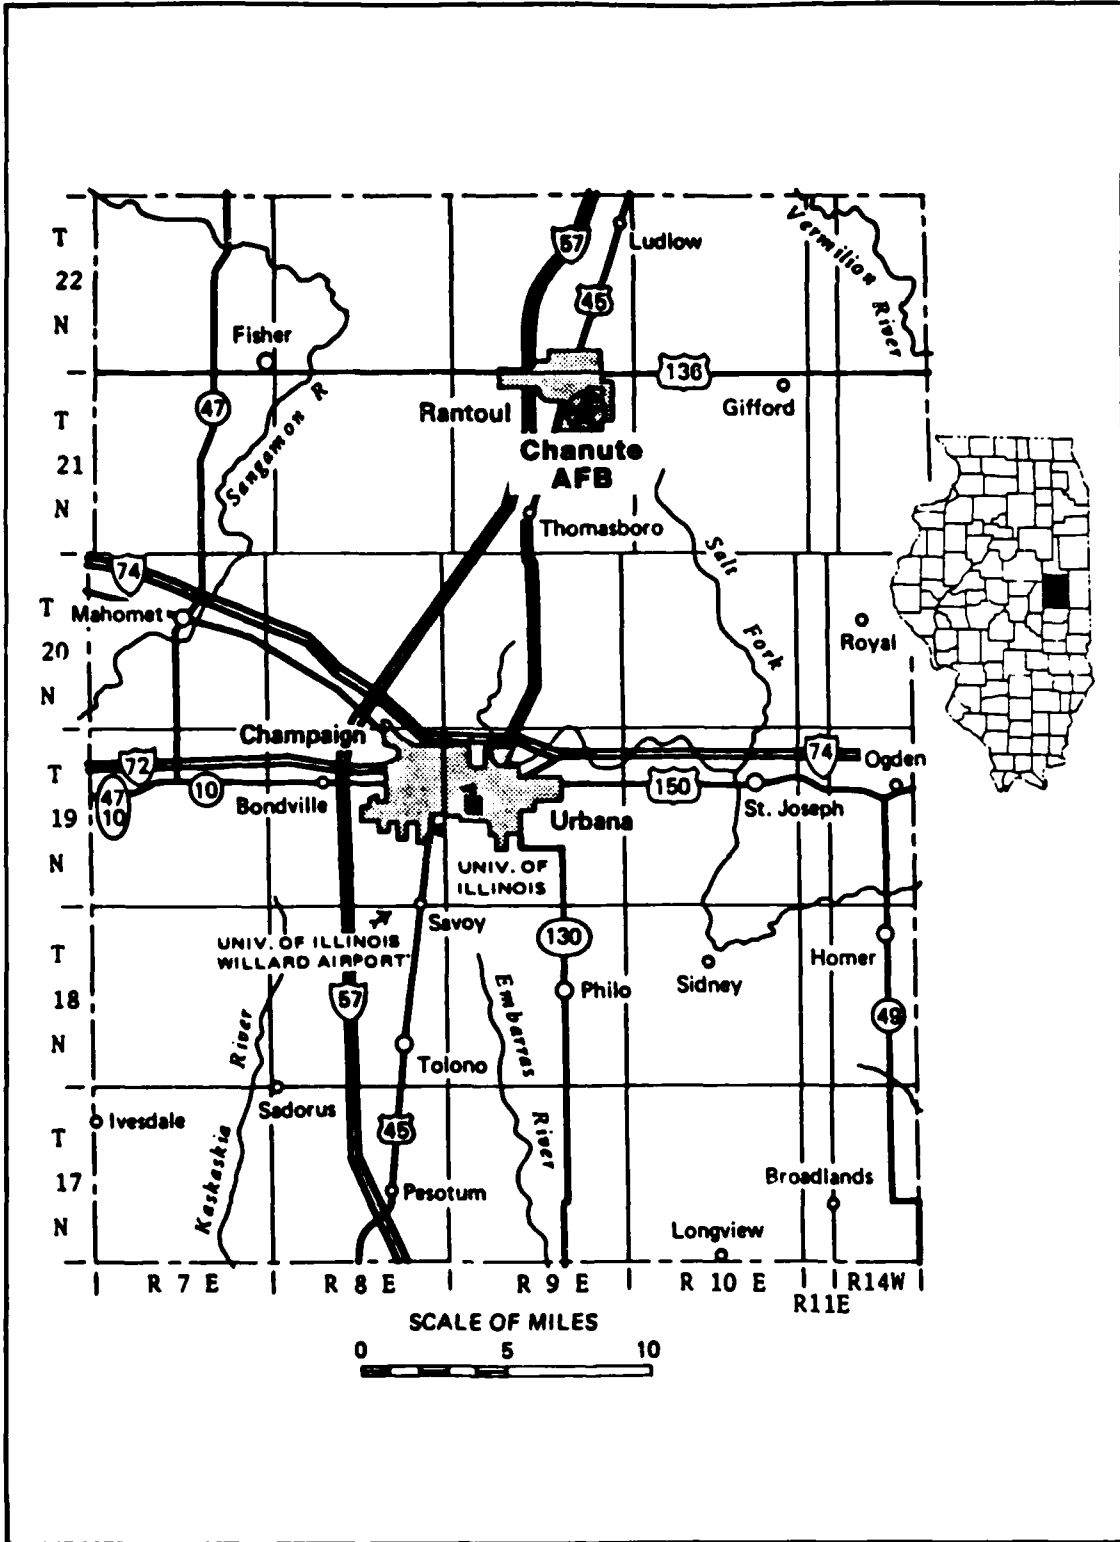 57
Ludlow
Vermilion River
T
22
N
45
Fisher
136
Gifford
47
Rantoul
Sangamon R
T
21
N
Chanute
AFB
Thomasboro
Salt Fork
74
Mahomet
T
20
N
Royal
Champaign
74
Ogden
72
T
19
N
47
10
10
Bondville
150
St. Joseph
Urbana
UNIV. OF
ILLINOIS
Savoy
UNIV. OF ILLINOIS
WILLARD AIRPORT
130
Homer
Sidney
T
18
N
57
Philo
49
Embarras River
Tolono
Kaskaskia River
Sadorus
Ivesdale
45
T
17
N
Pesotum
Broadlands
Longview
R 7 E
R 8 E
R 9 E
R 10 E
R11E
R14W
SCALE OF MILES
0 5 10